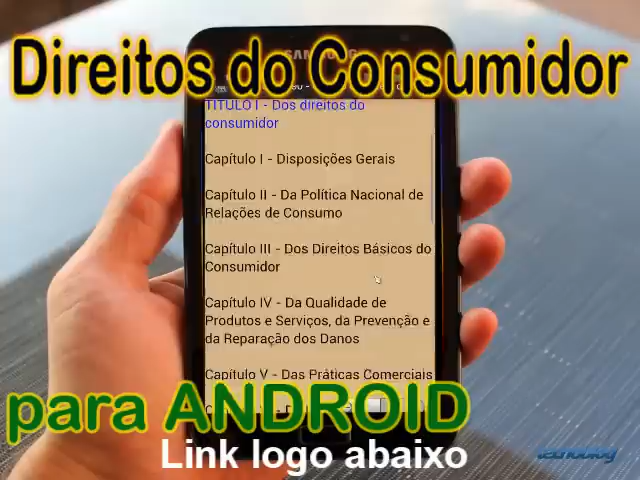 Direitos do Consumidor
SAMSUNG
TÍTULO I - Dos direitos do
consumidor
Capítulo I - Disposições Gerais
Capítulo II - Da Política Nacional de
Relações de Consumo
Capítulo III - Dos Direitos Básicos do
Consumidor
Capítulo IV - Da Qualidade de
Produtos e Serviços, da Prevenção e
da Reparação dos Danos
Capítulo V - Das Práticas Comerciais
para ANDROID
Link logo abaixo